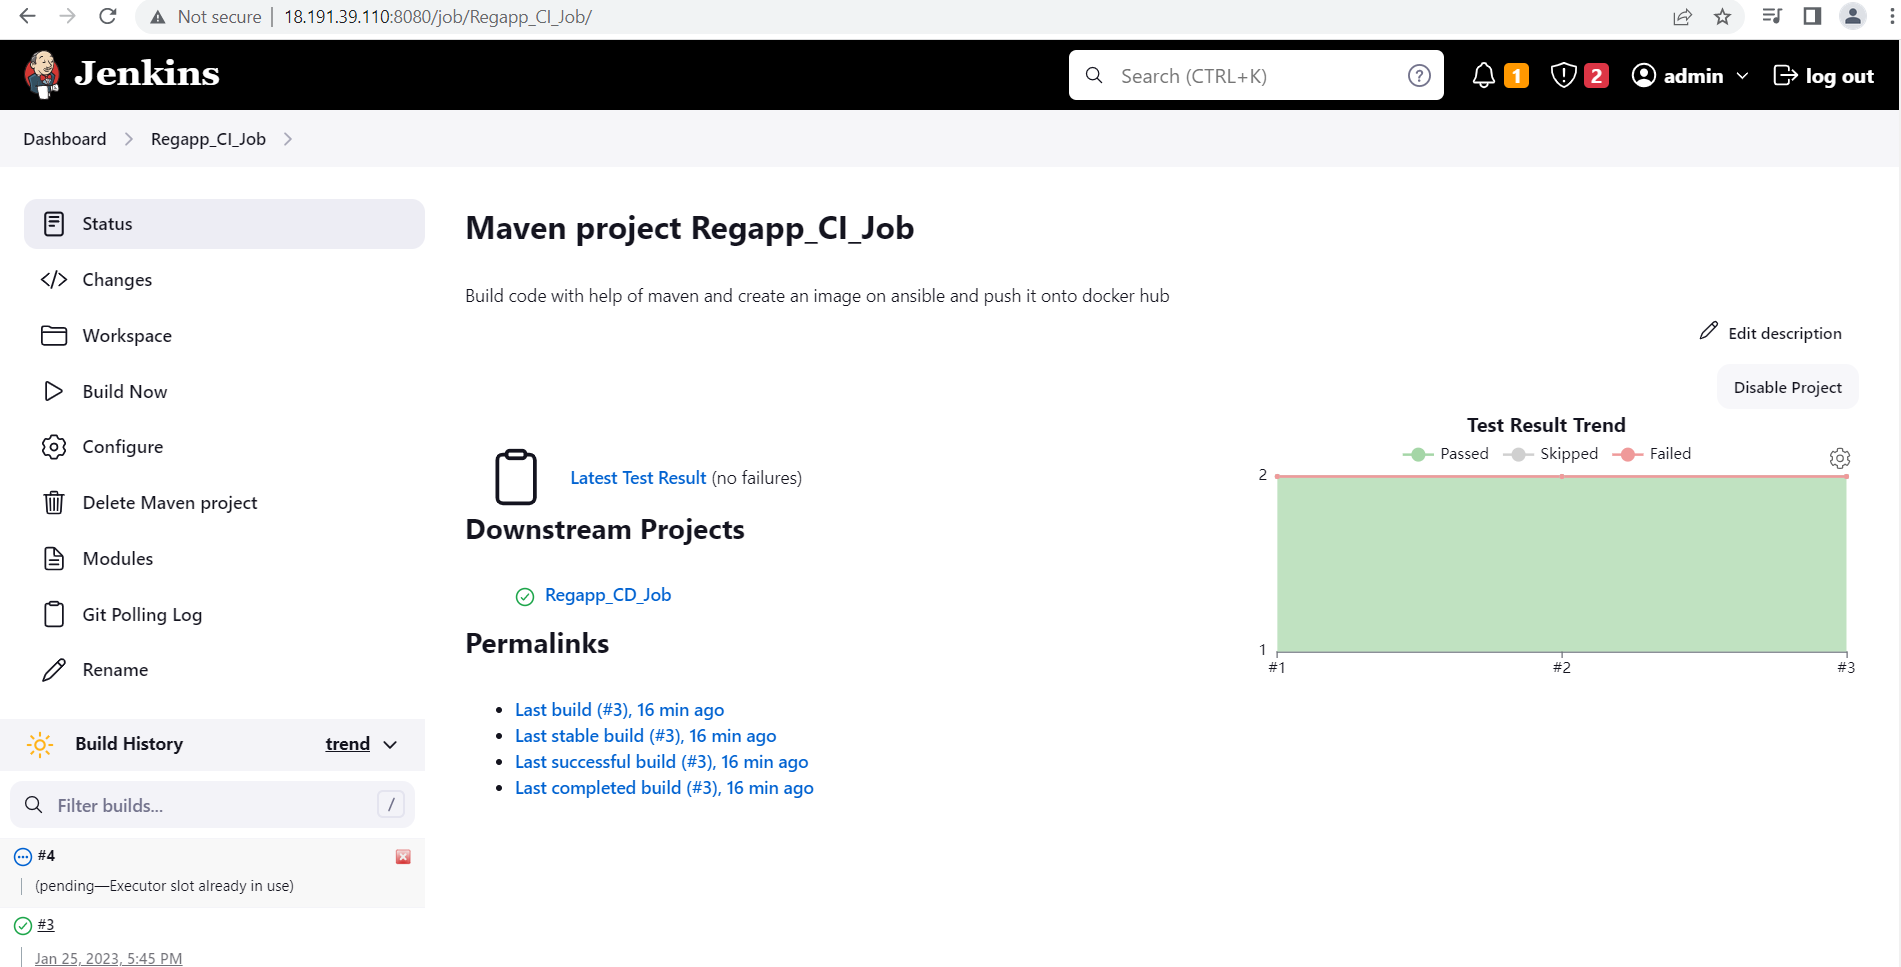 Not secure | 18.191.39.110:8080/job/Regapp_CI_Job/
Jenkins
Search (CTRL+K) ?
1
2
admin
log out
Dashboard
Regapp_CI_Job
Status
Changes
Workspace
Build Now
Configure
Delete Maven project
Modules
Git Polling Log
Rename
Build History
trend
Filter builds...
/
#4
(pending—Executor slot already in use)
#3
Jan 25, 2023, 5:45 PM
Maven project Regapp_CI_Job
Build code with help of maven and create an image on ansible and push it onto docker hub
Edit description
Disable Project
Latest Test Result (no failures)
Downstream Projects
Regapp_CD_Job
Permalinks
• Last build (#3), 16 min ago
• Last stable build (#3), 16 min ago
• Last successful build (#3), 16 min ago
• Last completed build (#3), 16 min ago
Test Result Trend
Passed Skipped Failed
2
1
#1 #2 #3